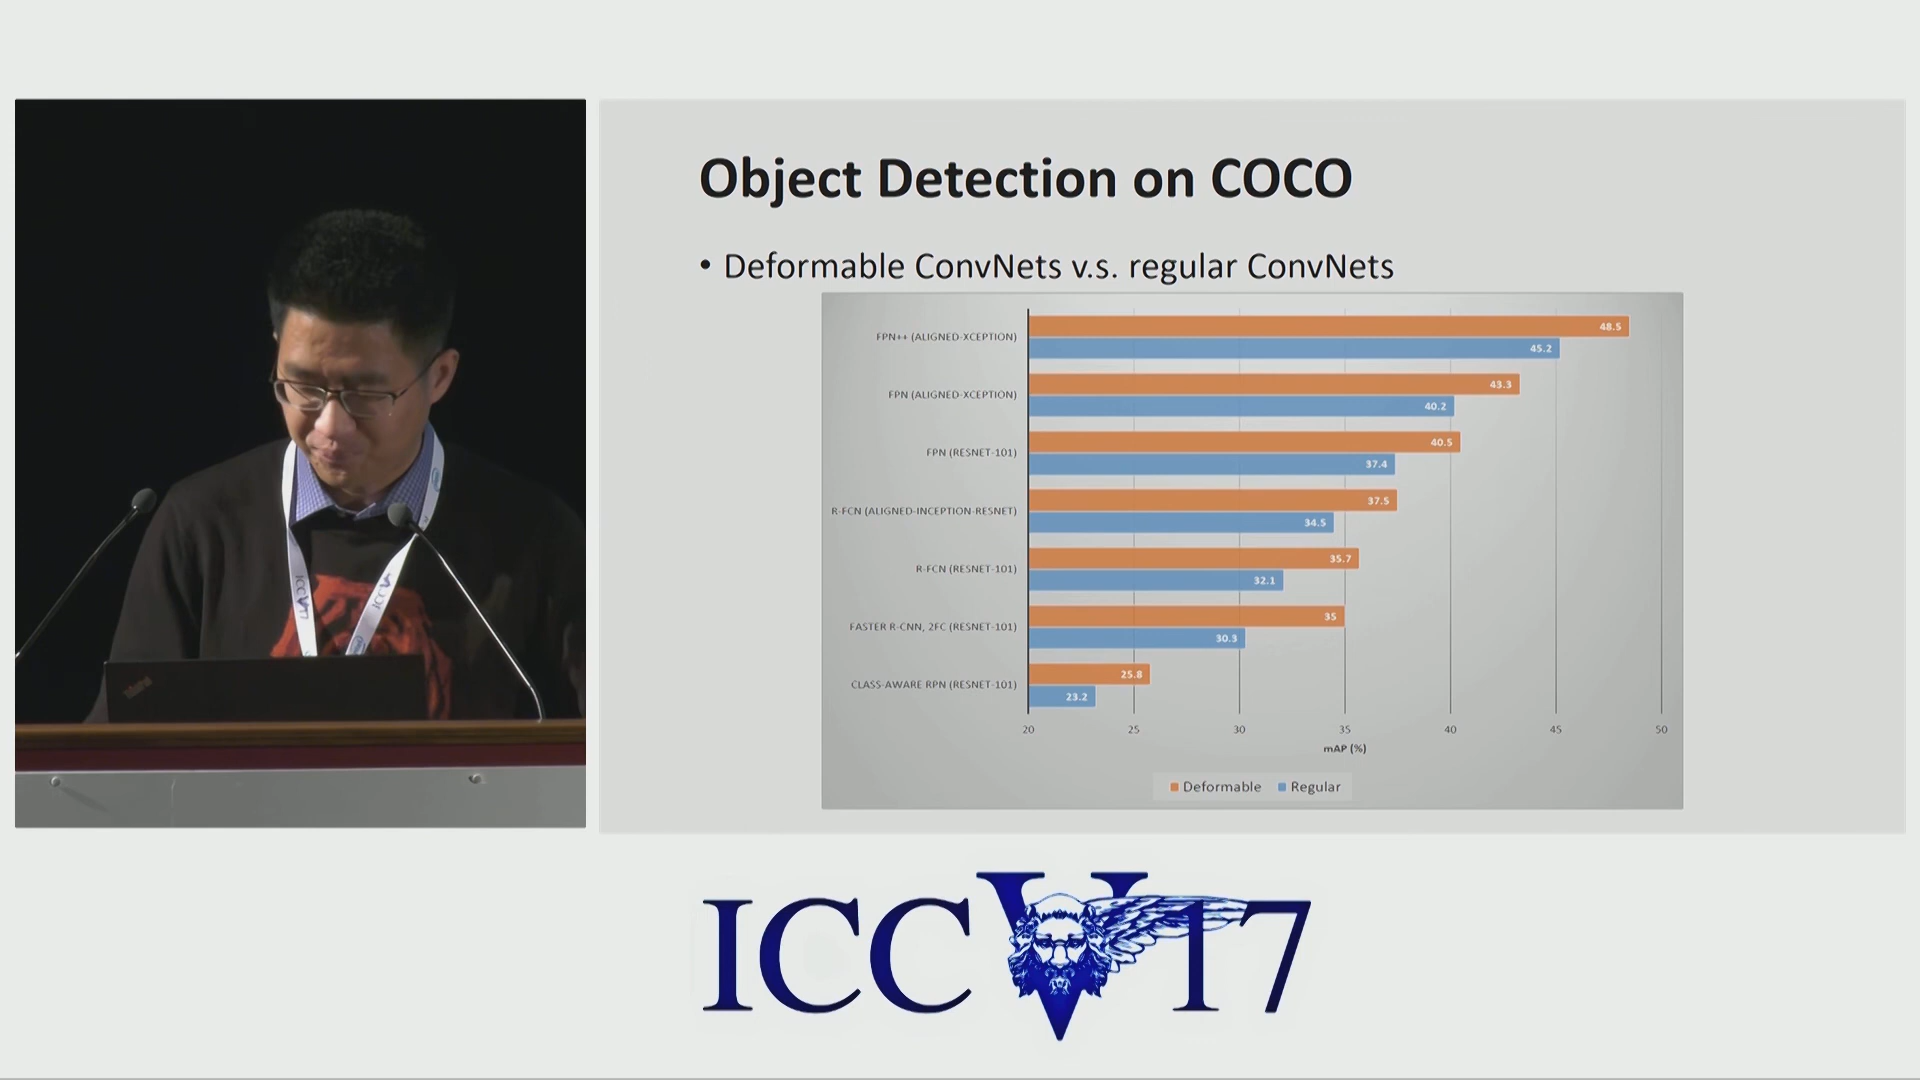 Object Detection on COCO
• Deformable ConvNets v.s. regular ConvNets
FPN++ (ALIGNED-XCEPTION)
48.5
45.2
FPN (ALIGNED-XCEPTION)
43.3
40.2
FPN (RESNET-101)
40.5
37.4
R-FCN (ALIGNED-INCEPTION-RESNET)
37.5
34.5
R-FCN (RESNET-101)
35.7
32.1
FASTER R-CNN, 2FC (RESNET-101)
35
30.3
CLASS-AWARE RPN (RESNET-101)
25.8
23.2
20 25 30 35 40 45 50
mAP (%)
Deformable Regular
ICCV17
ICCV
ThinkPad
ICCV17